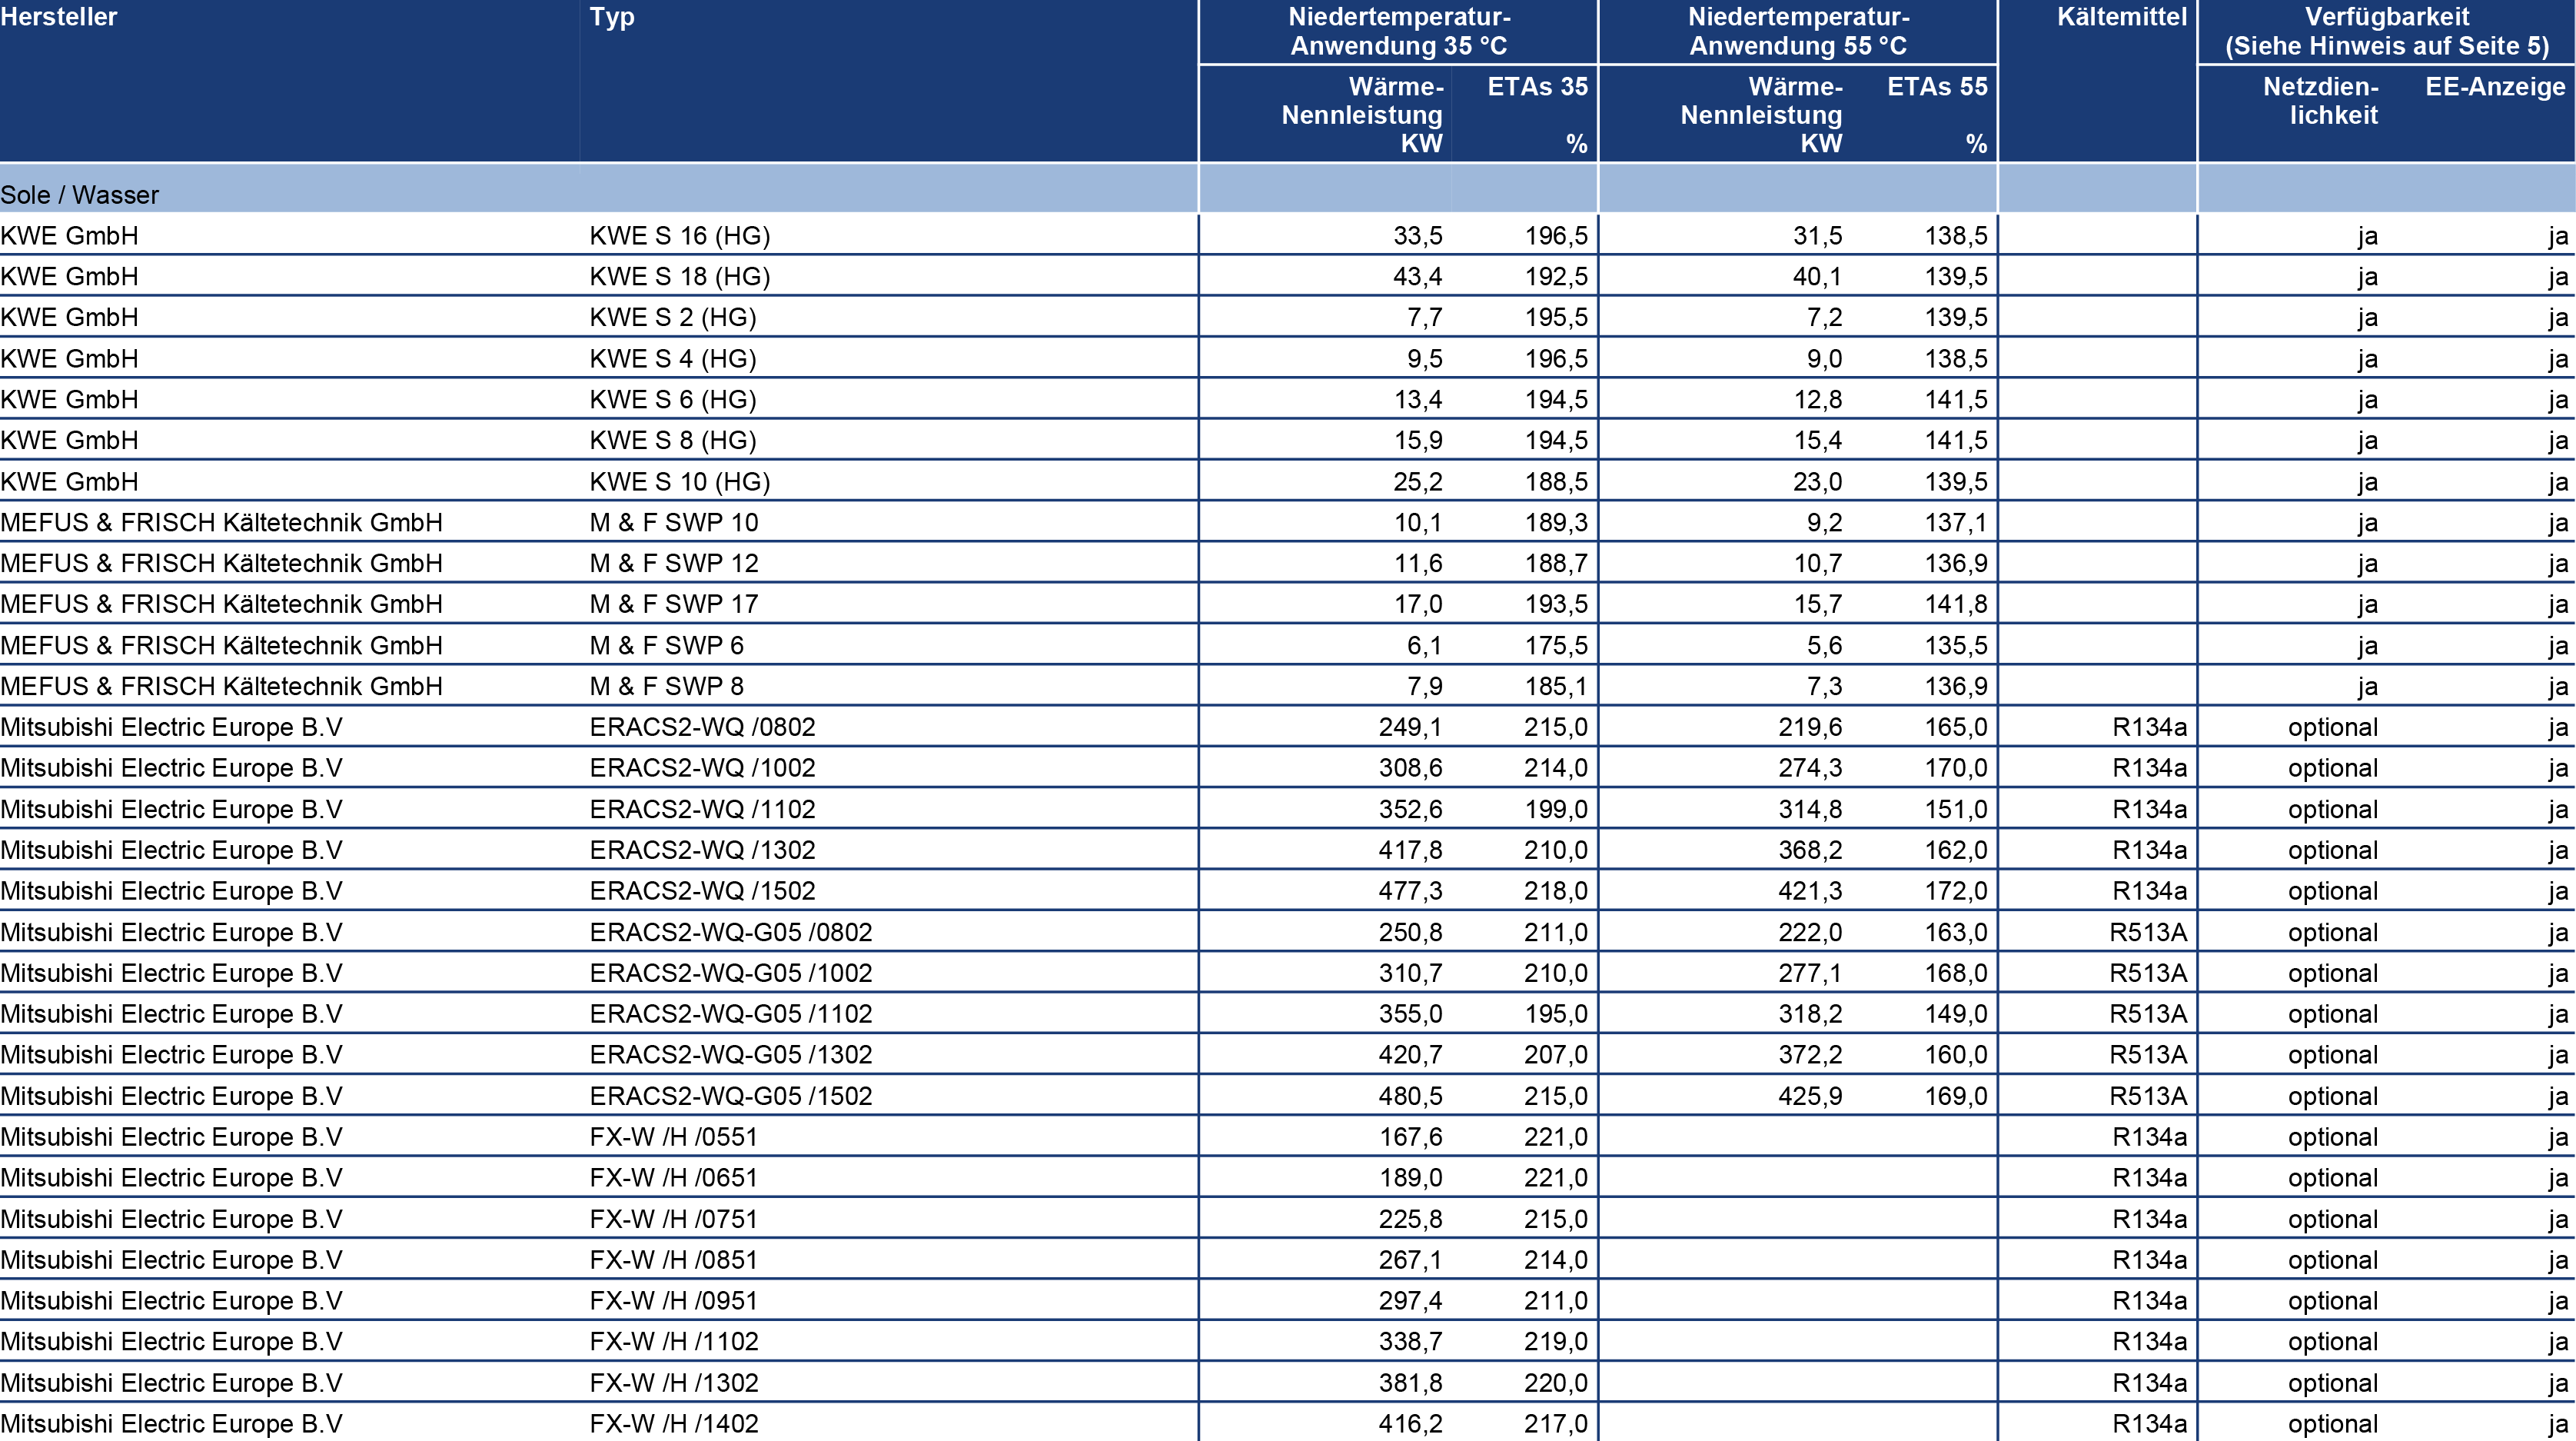 Hersteller Typ Niedertemperatur- Niedertemperatur- Kältemittel Verfügbarkeit
Anwendung 35 °C Anwendung 55 °C (Siehe Hinweis auf Seite 5)
Wärme- ETAs 35 Wärme- ETAs 55 Netzdien- EE-Anzeige
Nennleistung Nennleistung lichkeit
KW % KW %
Sole / Wasser
KWE GmbH KWE S 16 (HG) 33,5 196,5 31,5 138,5 ja ja
KWE GmbH KWE S 18 (HG) 43,4 192,5 40,1 139,5 ja ja
KWE GmbH KWE S 2 (HG) 7,7 195,5 7,2 139,5 ja ja
KWE GmbH KWE S 4 (HG) 9,5 196,5 9,0 138,5 ja ja
KWE GmbH KWE S 6 (HG) 13,4 194,5 12,8 141,5 ja ja
KWE GmbH KWE S 8 (HG) 15,9 194,5 15,4 141,5 ja ja
KWE GmbH KWE S 10 (HG) 25,2 188,5 23,0 139,5 ja ja
MEFUS & FRISCH Kältetechnik GmbH M & F SWP 10 10,1 189,3 9,2 137,1 ja ja
MEFUS & FRISCH Kältetechnik GmbH M & F SWP 12 11,6 188,7 10,7 136,9 ja ja
MEFUS & FRISCH Kältetechnik GmbH M & F SWP 17 17,0 193,5 15,7 141,8 ja ja
MEFUS & FRISCH Kältetechnik GmbH M & F SWP 6 6,1 175,5 5,6 135,5 ja ja
MEFUS & FRISCH Kältetechnik GmbH M & F SWP 8 7,9 185,1 7,3 136,9 ja ja
Mitsubishi Electric Europe B.V ERACS2-WQ /0802 249,1 215,0 219,6 165,0 R134a optional ja
Mitsubishi Electric Europe B.V ERACS2-WQ /1002 308,6 214,0 274,3 170,0 R134a optional ja
Mitsubishi Electric Europe B.V ERACS2-WQ /1102 352,6 199,0 314,8 151,0 R134a optional ja
Mitsubishi Electric Europe B.V ERACS2-WQ /1302 417,8 210,0 368,2 162,0 R134a optional ja
Mitsubishi Electric Europe B.V ERACS2-WQ /1502 477,3 218,0 421,3 172,0 R134a optional ja
Mitsubishi Electric Europe B.V ERACS2-WQ-G05 /0802 250,8 211,0 222,0 163,0 R513A optional ja
Mitsubishi Electric Europe B.V ERACS2-WQ-G05 /1002 310,7 210,0 277,1 168,0 R513A optional ja
Mitsubishi Electric Europe B.V ERACS2-WQ-G05 /1102 355,0 195,0 318,2 149,0 R513A optional ja
Mitsubishi Electric Europe B.V ERACS2-WQ-G05 /1302 420,7 207,0 372,2 160,0 R513A optional ja
Mitsubishi Electric Europe B.V ERACS2-WQ-G05 /1502 480,5 215,0 425,9 169,0 R513A optional ja
Mitsubishi Electric Europe B.V FX-W /H /0551 167,6 221,0 R134a optional ja
Mitsubishi Electric Europe B.V FX-W /H /0651 189,0 221,0 R134a optional ja
Mitsubishi Electric Europe B.V FX-W /H /0751 225,8 215,0 R134a optional ja
Mitsubishi Electric Europe B.V FX-W /H /0851 267,1 214,0 R134a optional ja
Mitsubishi Electric Europe B.V FX-W /H /0951 297,4 211,0 R134a optional ja
Mitsubishi Electric Europe B.V FX-W /H /1102 338,7 219,0 R134a optional ja
Mitsubishi Electric Europe B.V FX-W /H /1302 381,8 220,0 R134a optional ja
Mitsubishi Electric Europe B.V FX-W /H /1402 416,2 217,0 R134a optional ja